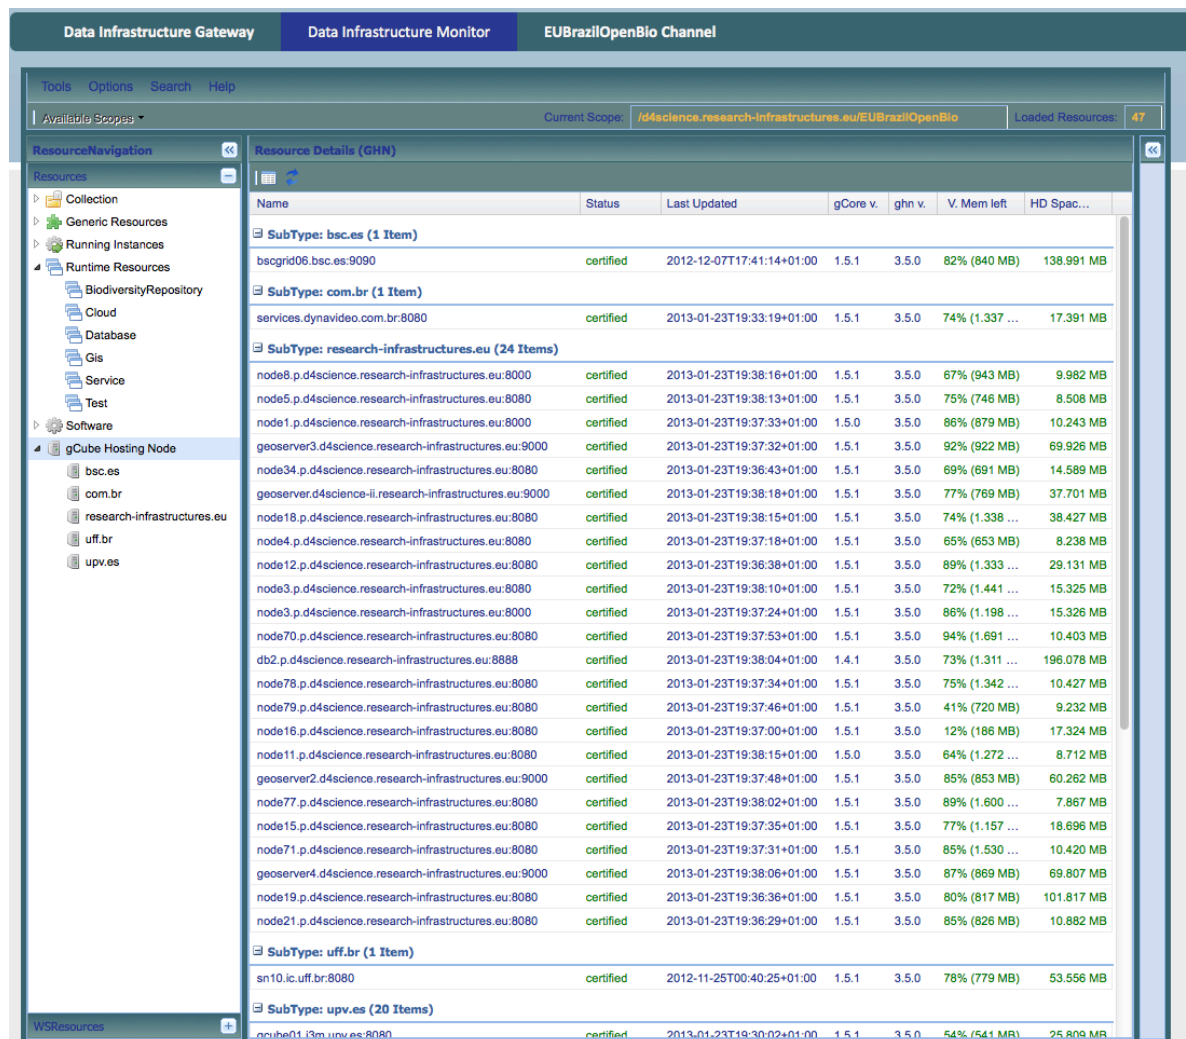 Data Infrastructure Gateway Data Infrastructure Monitor EUBrazilOpenBio Channel
Tools Options Search Help
Available Scopes Current Scope: /d4science.research-infrastructures.eu/EUBrazilOpenBio Loaded Resources: 47
ResourceNavigation
Resources
Collection
Generic Resources
Running Instances
Runtime Resources
BiodiversityRepository
Cloud
Database
Gis
Service
Test
Software
gCube Hosting Node
bsc.es
com.br
research-infrastructures.eu
uff.br
upv.es
WSResources
Resource Details (GHN)
Name Status Last Updated gCore v. ghn v. V. Mem left HD Spac...
SubType: bsc.es (1 Item)
bscgrid06.bsc.es:9090 certified 2012-12-07T17:41:14+01:00 1.5.1 3.5.0 82% (840 MB) 138.991 MB
SubType: com.br (1 Item)
services.dynavideo.com.br:8080 certified 2013-01-23T19:33:19+01:00 1.5.1 3.5.0 74% (1.337 ... 17.391 MB
SubType: research-infrastructures.eu (24 Items)
node8.p.d4science.research-infrastructures.eu:8000 certified 2013-01-23T19:38:16+01:00 1.5.1 3.5.0 67% (943 MB) 9.982 MB
node5.p.d4science.research-infrastructures.eu:8080 certified 2013-01-23T19:38:13+01:00 1.5.1 3.5.0 75% (746 MB) 8.508 MB
node1.p.d4science.research-infrastructures.eu:8000 certified 2013-01-23T19:37:33+01:00 1.5.0 3.5.0 86% (879 MB) 10.243 MB
geoserver3.d4science.research-infrastructures.eu:9000 certified 2013-01-23T19:37:32+01:00 1.5.1 3.5.0 92% (922 MB) 69.926 MB
node34.p.d4science.research-infrastructures.eu:8080 certified 2013-01-23T19:36:43+01:00 1.5.1 3.5.0 69% (691 MB) 14.589 MB
geoserver.d4science-ii.research-infrastructures.eu:9000 certified 2013-01-23T19:38:18+01:00 1.5.1 3.5.0 77% (769 MB) 37.701 MB
node18.p.d4science.research-infrastructures.eu:8080 certified 2013-01-23T19:38:15+01:00 1.5.1 3.5.0 74% (1.338 ... 38.427 MB
node4.p.d4science.research-infrastructures.eu:8080 certified 2013-01-23T19:37:18+01:00 1.5.1 3.5.0 65% (653 MB) 8.238 MB
node12.p.d4science.research-infrastructures.eu:8080 certified 2013-01-23T19:36:38+01:00 1.5.1 3.5.0 89% (1.333 ... 29.131 MB
node3.p.d4science.research-infrastructures.eu:8080 certified 2013-01-23T19:38:10+01:00 1.5.1 3.5.0 72% (1.441 ... 15.325 MB
node3.p.d4science.research-infrastructures.eu:8000 certified 2013-01-23T19:37:24+01:00 1.5.1 3.5.0 86% (1.198 ... 15.326 MB
node70.p.d4science.research-infrastructures.eu:8080 certified 2013-01-23T19:37:53+01:00 1.5.1 3.5.0 94% (1.691 ... 10.403 MB
db2.p.d4science.research-infrastructures.eu:8888 certified 2013-01-23T19:38:04+01:00 1.4.1 3.5.0 73% (1.311 ... 196.078 MB
node78.p.d4science.research-infrastructures.eu:8080 certified 2013-01-23T19:37:34+01:00 1.5.1 3.5.0 75% (1.342 ... 10.427 MB
node79.p.d4science.research-infrastructures.eu:8080 certified 2013-01-23T19:37:46+01:00 1.5.1 3.5.0 41% (720 MB) 9.232 MB
node16.p.d4science.research-infrastructures.eu:8080 certified 2013-01-23T19:37:00+01:00 1.5.1 3.5.0 12% (186 MB) 17.324 MB
node11.p.d4science.research-infrastructures.eu:8080 certified 2013-01-23T19:38:15+01:00 1.5.0 3.5.0 64% (1.272 ... 8.712 MB
geoserver2.d4science.research-infrastructures.eu:9000 certified 2013-01-23T19:37:48+01:00 1.5.1 3.5.0 85% (853 MB) 60.262 MB
node77.p.d4science.research-infrastructures.eu:8080 certified 2013-01-23T19:38:02+01:00 1.5.1 3.5.0 89% (1.600 ... 7.867 MB
node15.p.d4science.research-infrastructures.eu:8080 certified 2013-01-23T19:37:35+01:00 1.5.1 3.5.0 77% (1.157 ... 18.696 MB
node71.p.d4science.research-infrastructures.eu:8080 certified 2013-01-23T19:37:31+01:00 1.5.1 3.5.0 85% (1.530 ... 10.420 MB
geoserver4.d4science.research-infrastructures.eu:9000 certified 2013-01-23T19:38:06+01:00 1.5.1 3.5.0 87% (869 MB) 69.807 MB
node19.p.d4science.research-infrastructures.eu:8080 certified 2013-01-23T19:36:36+01:00 1.5.1 3.5.0 80% (817 MB) 101.817 MB
node21.p.d4science.research-infrastructures.eu:8080 certified 2013-01-23T19:36:29+01:00 1.5.1 3.5.0 85% (826 MB) 10.882 MB
SubType: uff.br (1 Item)
sn10.ic.uff.br:8080 certified 2012-11-25T00:40:25+01:00 1.5.1 3.5.0 78% (779 MB) 53.556 MB
SubType: upv.es (20 Items)
gcube01.i3m.upv.es:8080 certified 2013-01-23T19:30:02+01:00 1.5.1 3.5.0 54% (541 MB) 25.809 MB